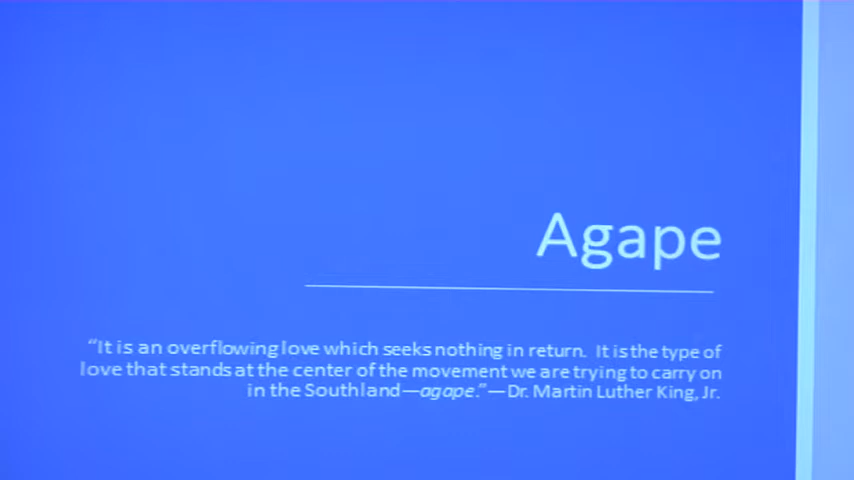 Agape
“It is an overflowing love which seeks nothing in return. It is the type of
love that stands at the center of the movement we are trying to carry on
in the Southland—agape.”—Dr. Martin Luther King, Jr.